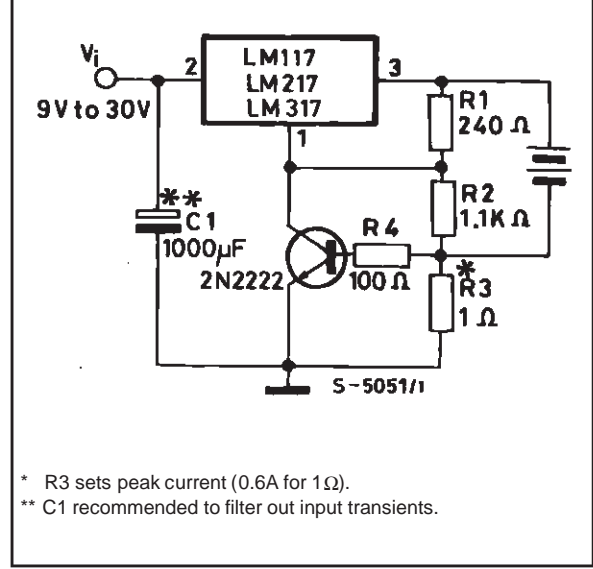 Vi
9V to 30V
2
LM117
LM217
LM317
3
1
R1
240 Ω
R2
1.1K Ω
**
C1
1000μF
2N2222
R4
100 Ω
*
R3
1 Ω
S-5051/1
* R3 sets peak current (0.6A for 1Ω).
** C1 recommended to filter out input transients.